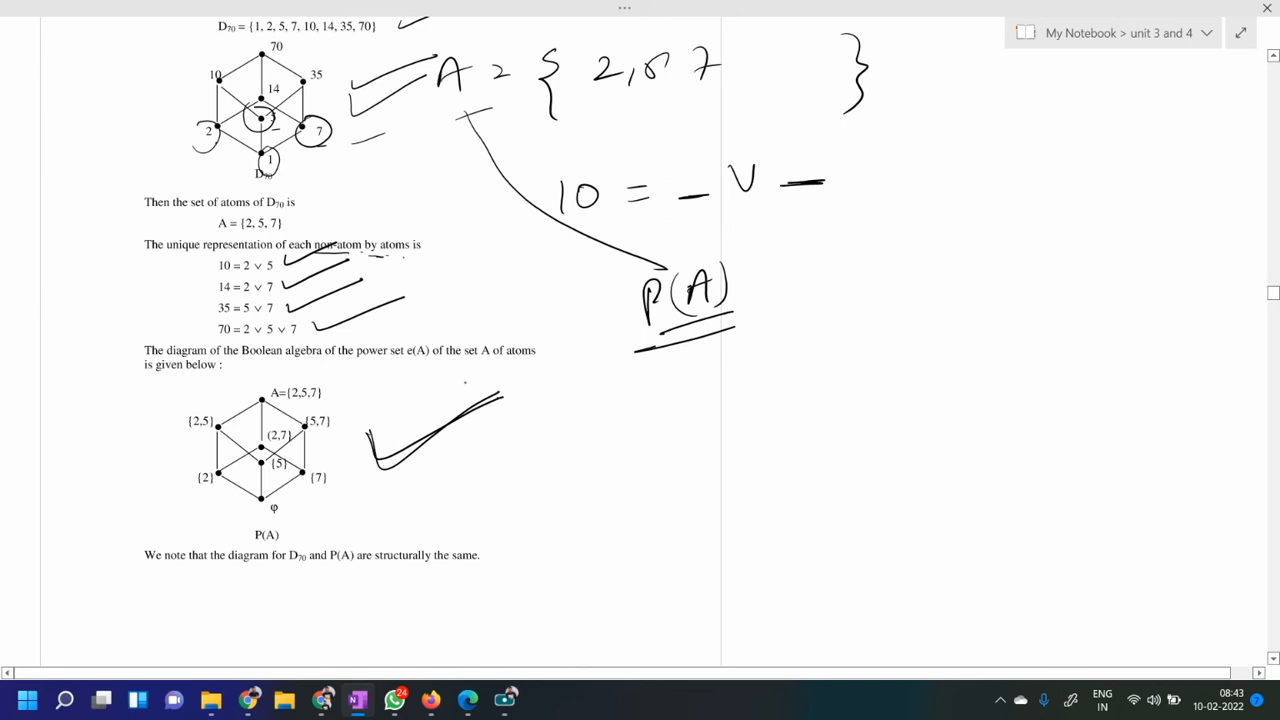 My Notebook > unit 3 and 4
D₇₀ = {1, 2, 5, 7, 10, 14, 35, 70}
70
10
35
14
2
7
1
D₇₀
A = { 2, 5 7 }
10 = _ ∨ _
P(A)
Then the set of atoms of D₇₀ is
A = {2, 5, 7}
The unique representation of each non-atom by atoms is
10 = 2 ∨ 5
14 = 2 ∨ 7
35 = 5 ∨ 7
70 = 2 ∨ 5 ∨ 7
The diagram of the Boolean algebra of the power set e(A) of the set A of atoms
is given below :
A={2,5,7}
{2,5}
{5,7}
(2,7}
{5}
{2}
{7}
φ
P(A)
We note that the diagram for D₇₀ and P(A) are structurally the same.
24
ENG
IN
08:43
10-02-2022
7